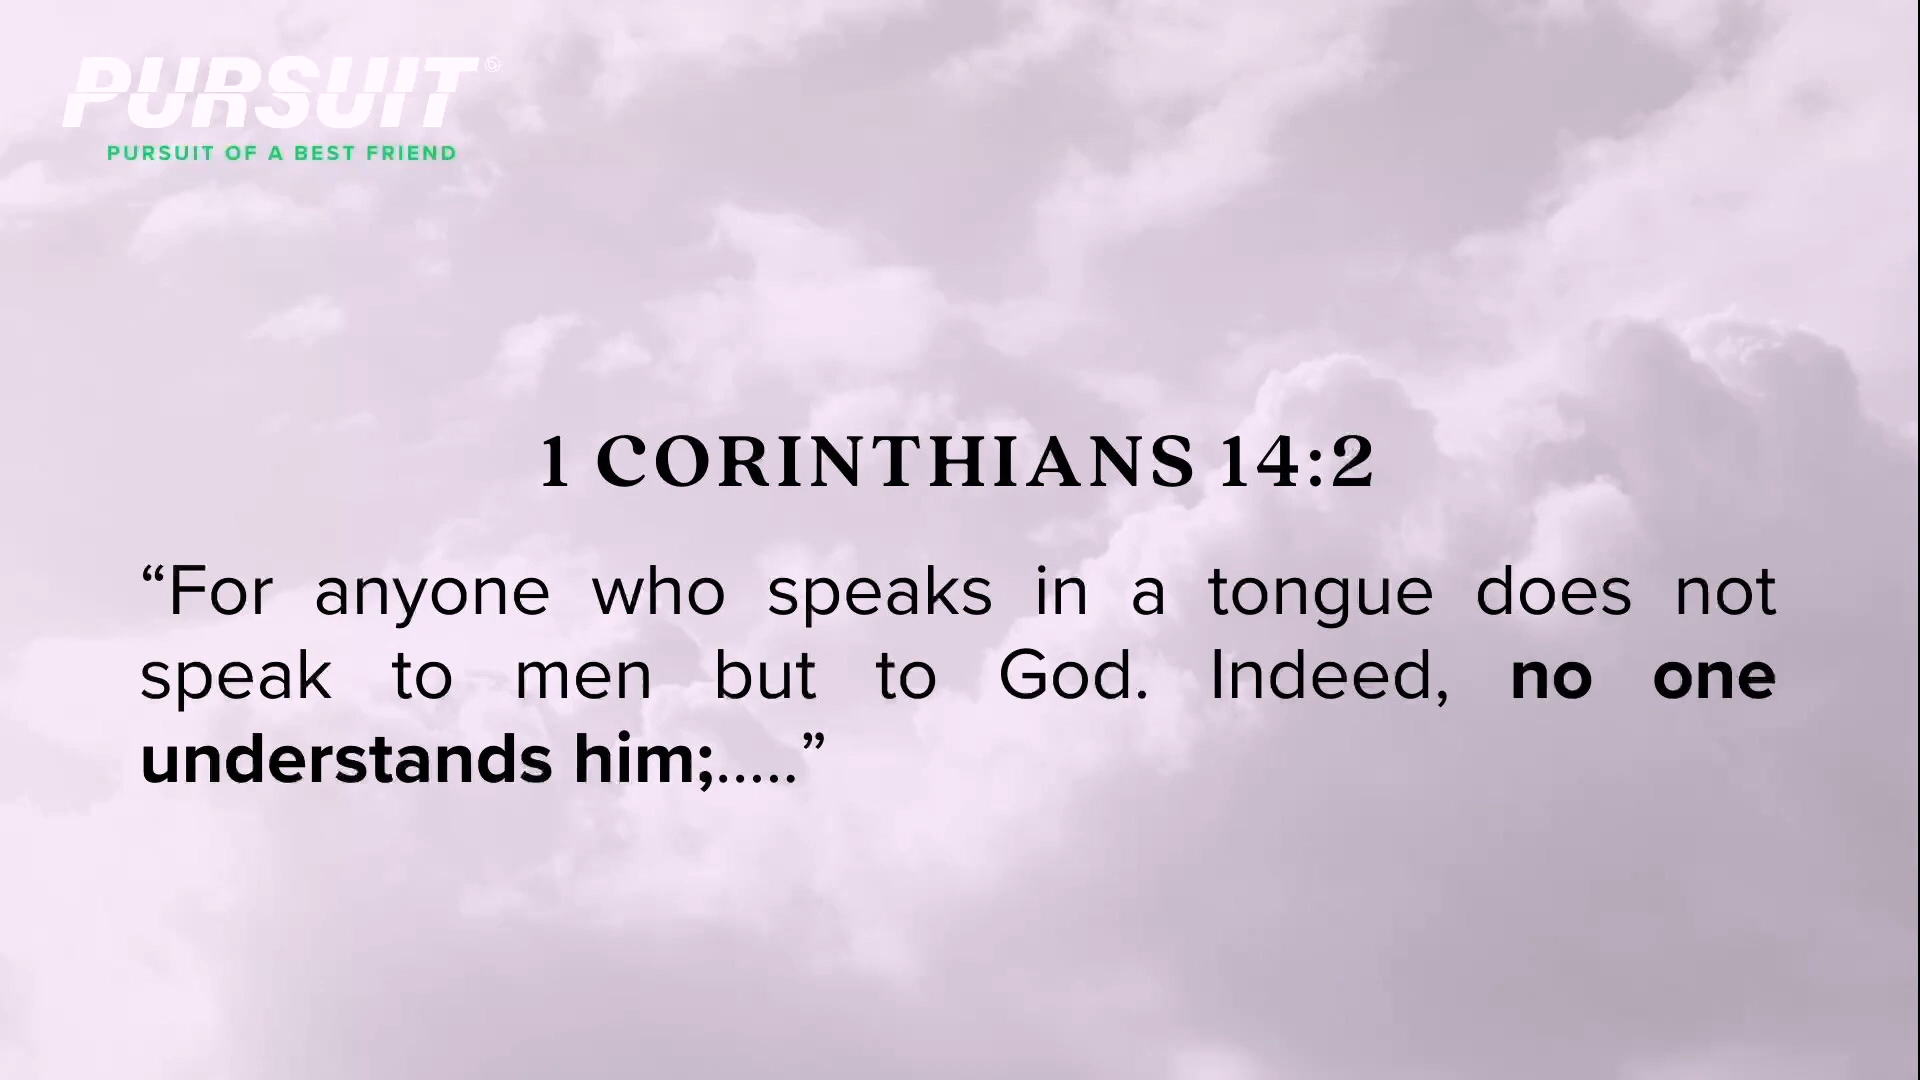 PURSUIT
PURSUIT OF A BEST FRIEND
1 CORINTHIANS 14:2
“For anyone who speaks in a tongue does not
speak to men but to God. Indeed, no one
understands him;.....”